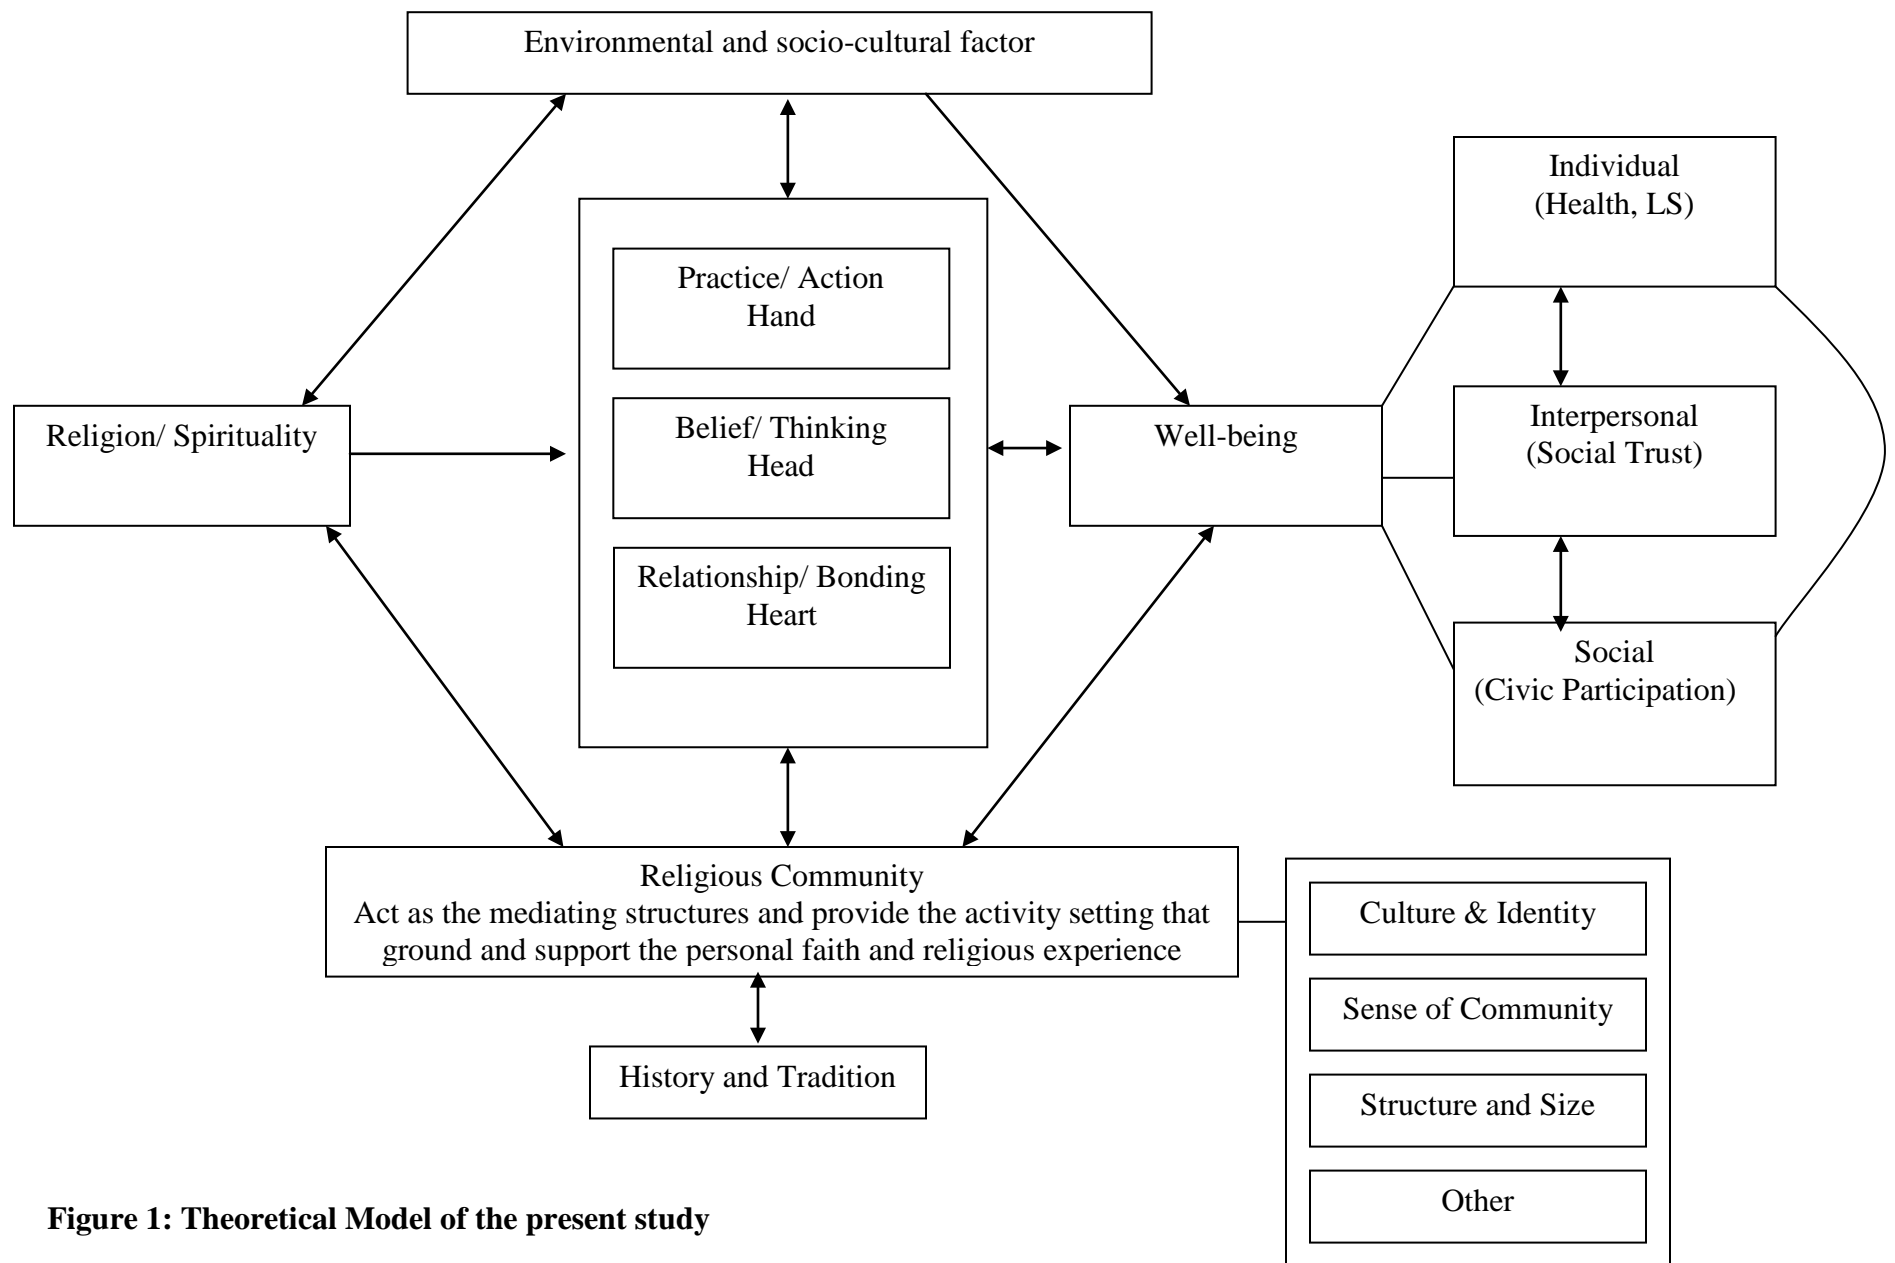 Environmental and socio-cultural factor
Individual
(Health, LS)
Practice/ Action
Hand
Religion/ Spirituality
Belief/ Thinking
Head
Well-being
Interpersonal
(Social Trust)
Relationship/ Bonding
Heart
Social
(Civic Participation)
Religious Community
Act as the mediating structures and provide the activity setting that
ground and support the personal faith and religious experience
Culture & Identity
Sense of Community
History and Tradition
Structure and Size
Other
Figure 1: Theoretical Model of the present study